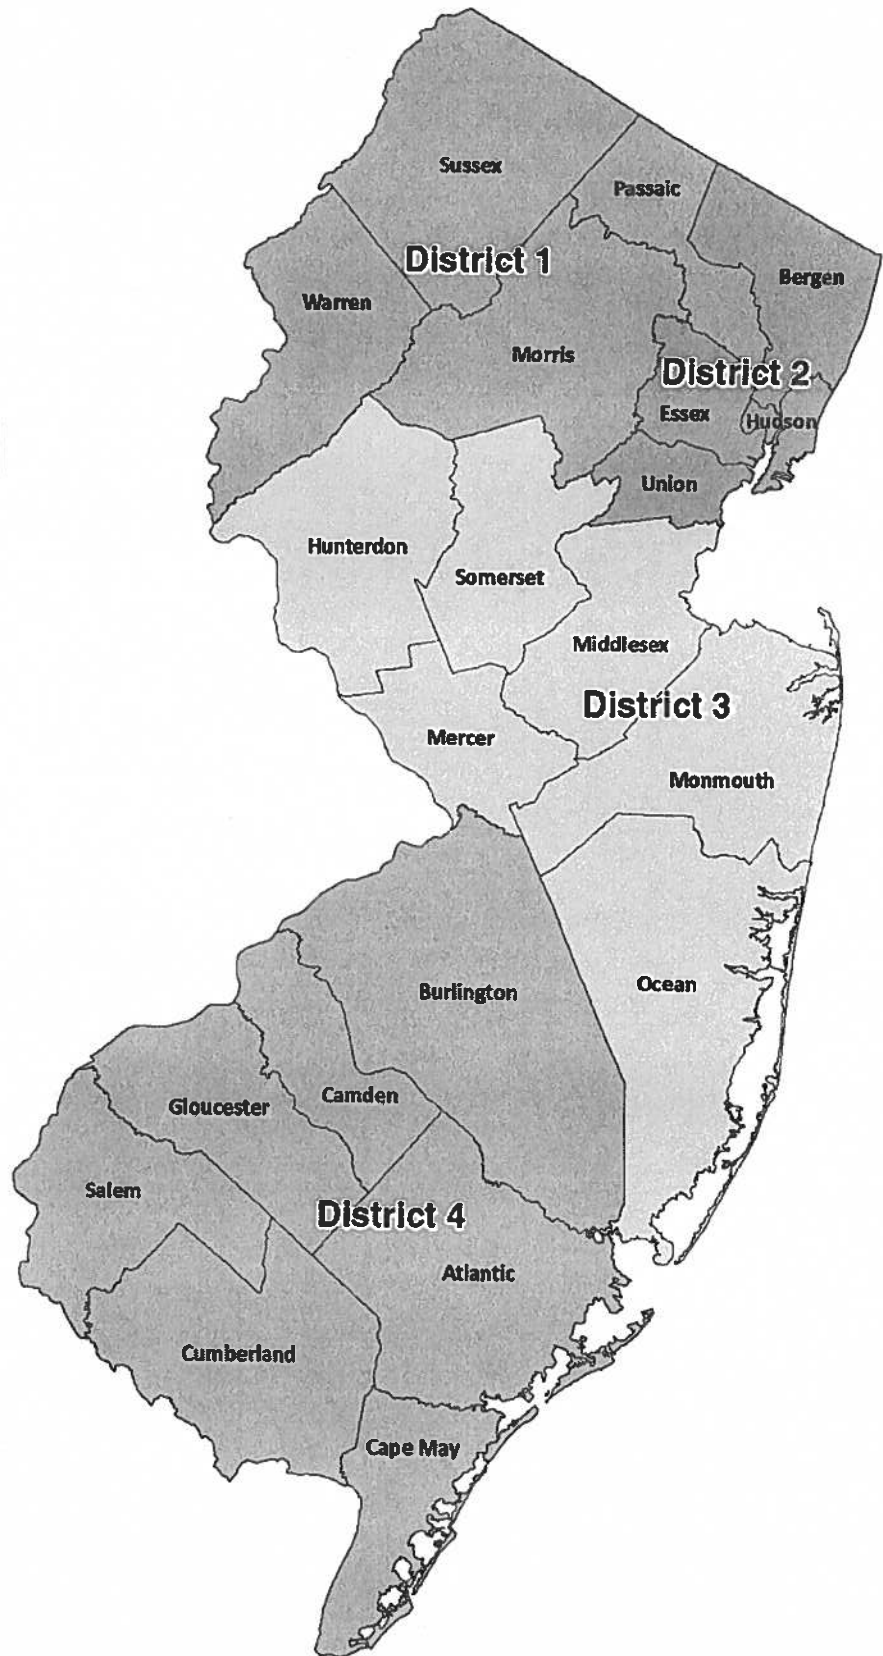 Sussex
Passaic
District 1
Bergen
Warren
Morris
District 2
Essex
Hudson
Union
Hunterdon
Somerset
Middlesex
District 3
Mercer
Monmouth
Ocean
Burlington
Camden
Gloucester
Salem
District 4
Atlantic
Cumberland
Cape May